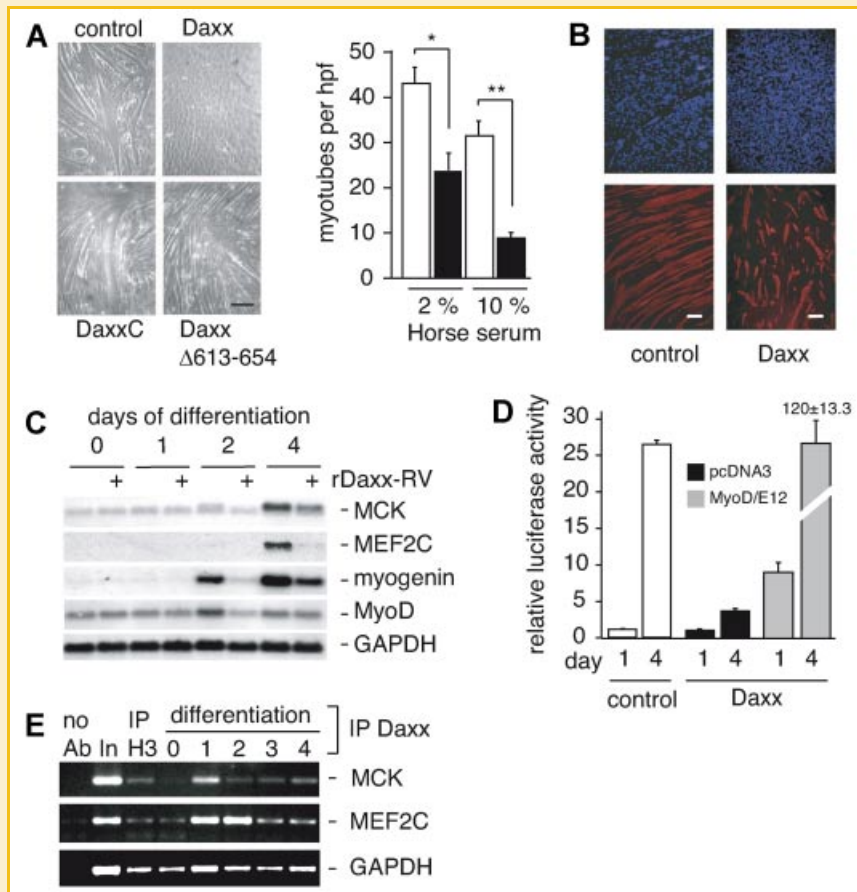 A
control Daxx
DaxxC Daxx
Δ613-654
myotubes per hpf
50
40
30
20
10
0
*
**
2 % 10 %
Horse serum
B
control Daxx
C
days of differentiation
0 1 2 4
+ + + + rDaxx-RV
- MCK
- MEF2C
- myogenin
- MyoD
- GAPDH
D
relative luciferase activity
30
25
20
15
10
5
0
120±13.3
pcDNA3
MyoD/E12
day 1 4 1 4 1 4
control Daxx
E
no IP differentiation
Ab In H3 0 1 2 3 4
IP Daxx
- MCK
- MEF2C
- GAPDH